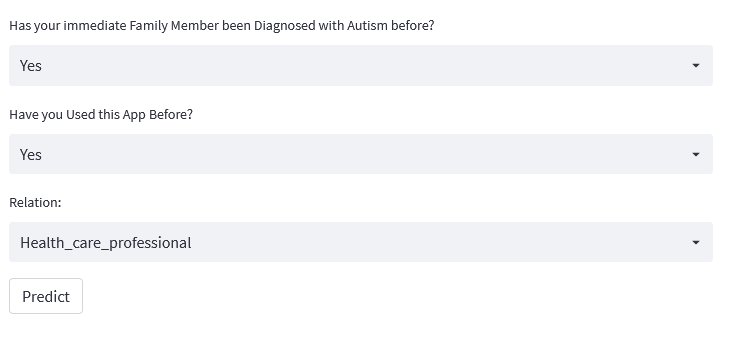 Has your immediate Family Member been Diagnosed with Autism before?
Yes
Have you Used this App Before?
Yes
Relation:
Health_care_professional
Predict